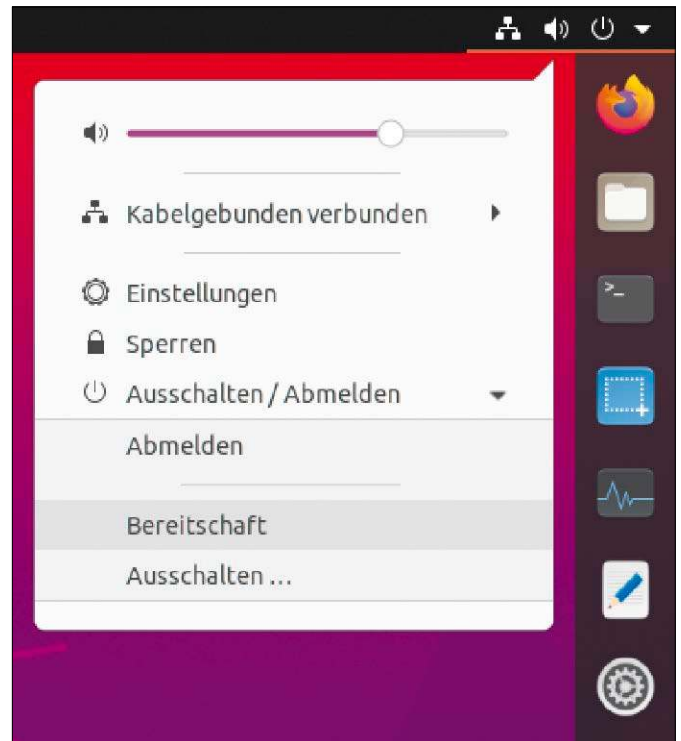 Kabelgebunden verbunden
Einstellungen
Sperren
Ausschalten / Abmelden
Abmelden
Bereitschaft
Ausschalten ...
>_